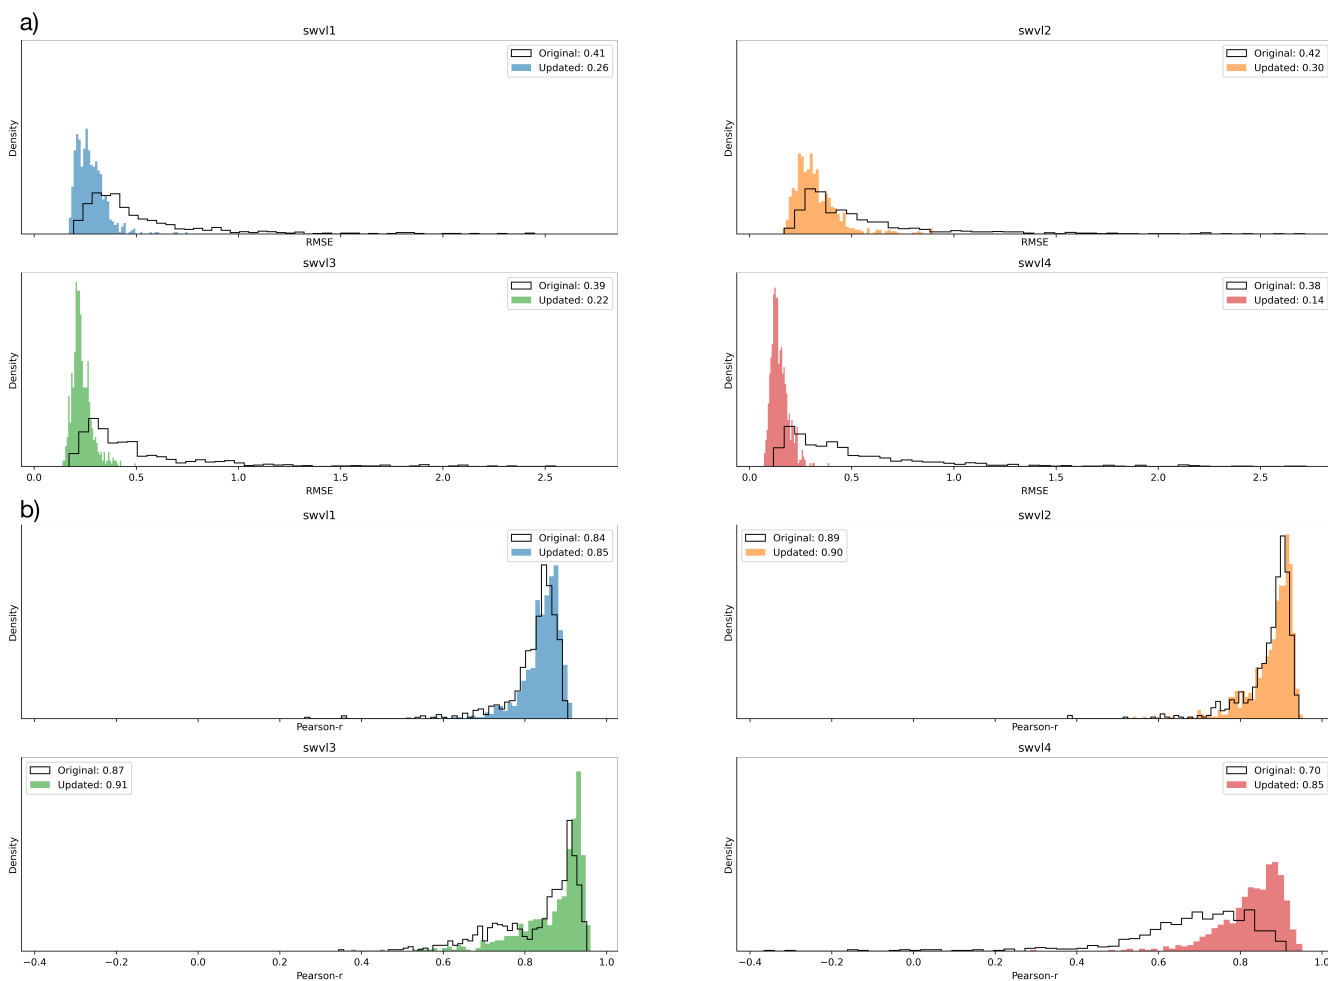 a)
swvl1
Density
Original: 0.41
Updated: 0.26
RMSE
swvl2
Density
Original: 0.42
Updated: 0.30
RMSE
swvl3
Density
Original: 0.39
Updated: 0.22
0.0 0.5 1.0 1.5 2.0 2.5
RMSE
swvl4
Density
Original: 0.38
Updated: 0.14
0.0 0.5 1.0 1.5 2.0 2.5
RMSE
b)
swvl1
Density
Original: 0.84
Updated: 0.85
Pearson-r
swvl2
Density
Original: 0.89
Updated: 0.90
Pearson-r
swvl3
Density
Original: 0.87
Updated: 0.91
−0.4 −0.2 0.0 0.2 0.4 0.6 0.8 1.0
Pearson-r
swvl4
Density
Original: 0.70
Updated: 0.85
−0.4 −0.2 0.0 0.2 0.4 0.6 0.8 1.0
Pearson-r